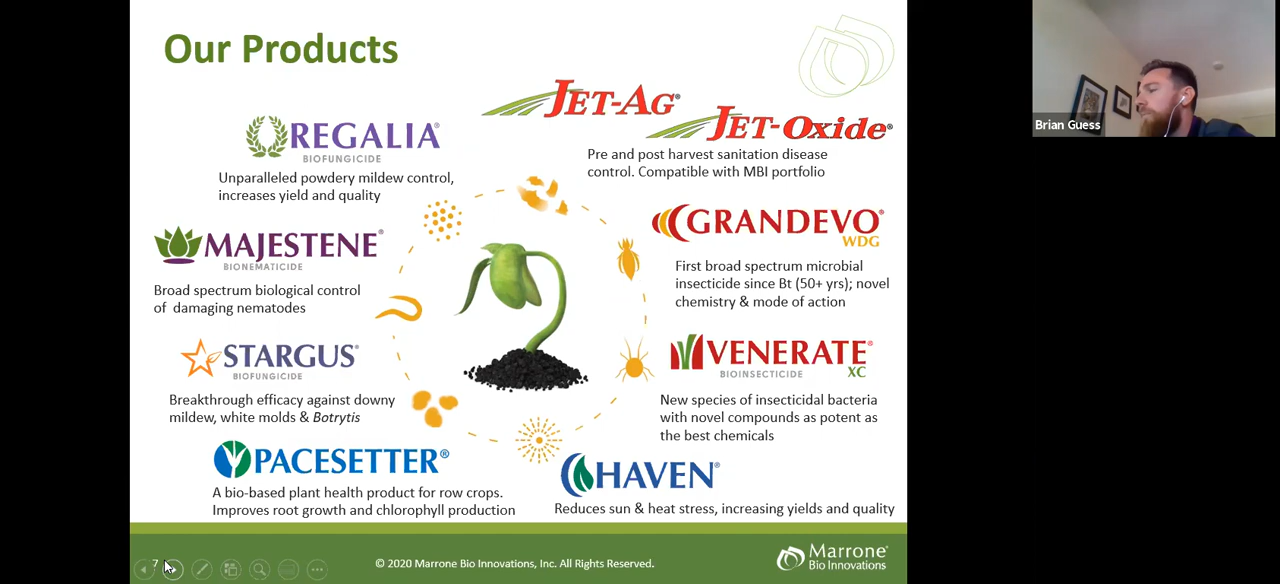 Our Products
JET-AG®
JET-Oxide®
Pre and post harvest sanitation disease
control. Compatible with MBI portfolio
REGALIA®
BIOFUNGICIDE
Unparalleled powdery mildew control,
increases yield and quality
GRANDEVO®
WDG
First broad spectrum microbial
insecticide since Bt (50+ yrs); novel
chemistry & mode of action
MAJESTENE®
BIONEMATICIDE
Broad spectrum biological control
of damaging nematodes
VENERATE®
XC
BIOINSECTICIDE
New species of insecticidal bacteria
with novel compounds as potent as
the best chemicals
STARGUS®
BIOFUNGICIDE
Breakthrough efficacy against downy
mildew, white molds & Botrytis
PACESETTER®
A bio-based plant health product for row crops.
Improves root growth and chlorophyll production
HAVEN®
Reduces sun & heat stress, increasing yields and quality
7
© 2020 Marrone Bio Innovations, Inc. All Rights Reserved.
Marrone®
Bio Innovations
Brian Guess